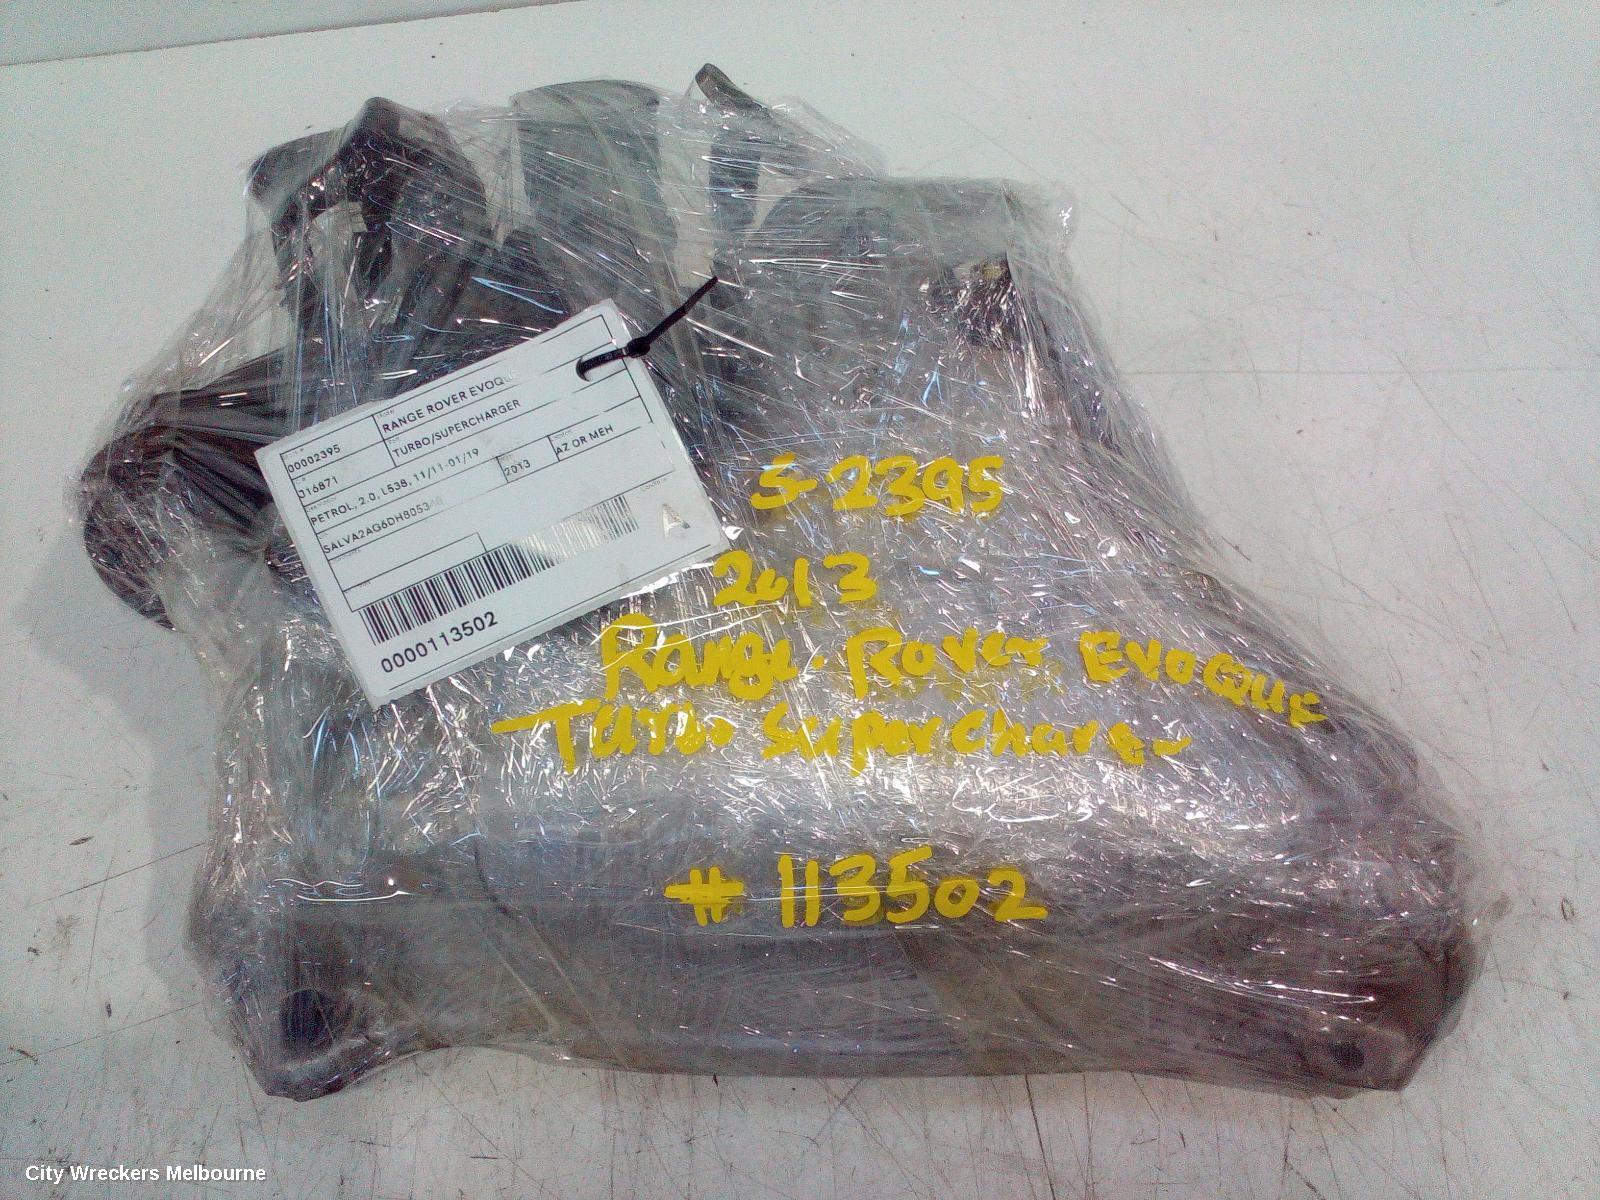 RANGE ROVER EVOQUE
00002395
TURBO/SUPERCHARGER
J16871
PETROL, 2.0, L538, 11/11-01/19
2013
AZ OR MEH
SALVA2AG6DH8053
A
0000113502
S-2395
2013
Range Rover EVOQUE
Turbo SuperCharger
# 113502
City Wreckers Melbourne